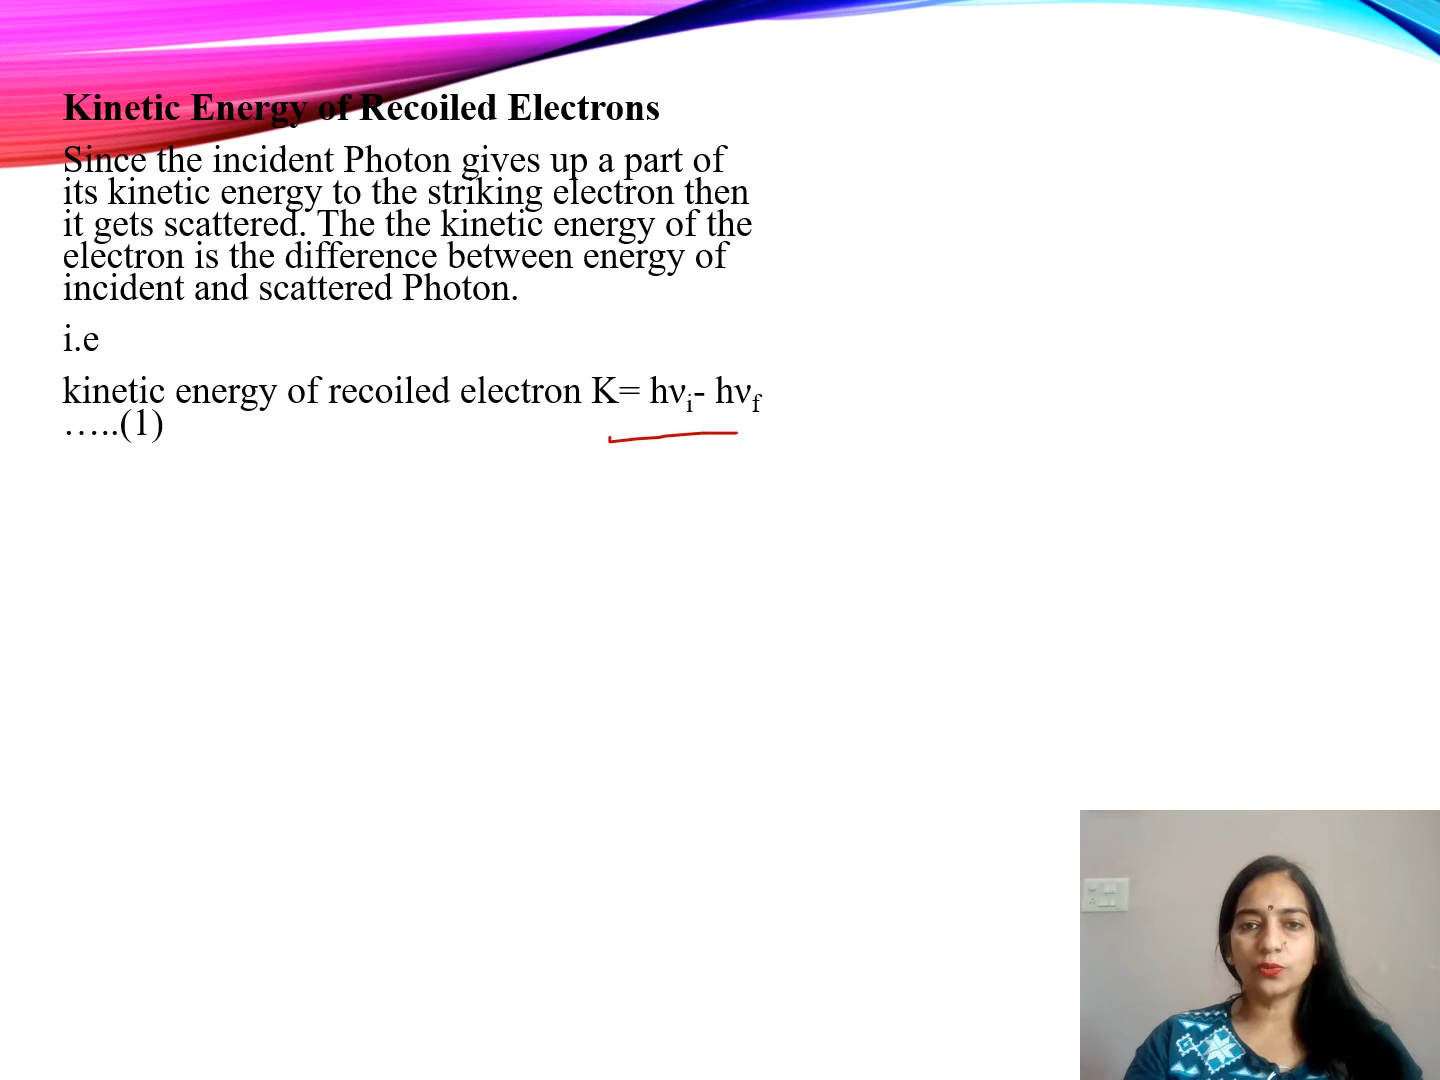 Kinetic Energy of Recoiled Electrons
Since the incident Photon gives up a part of
its kinetic energy to the striking electron then
it gets scattered. The the kinetic energy of the
electron is the difference between energy of
incident and scattered Photon.
i.e
kinetic energy of recoiled electron K= hνᵢ- hν_f
…..(1)